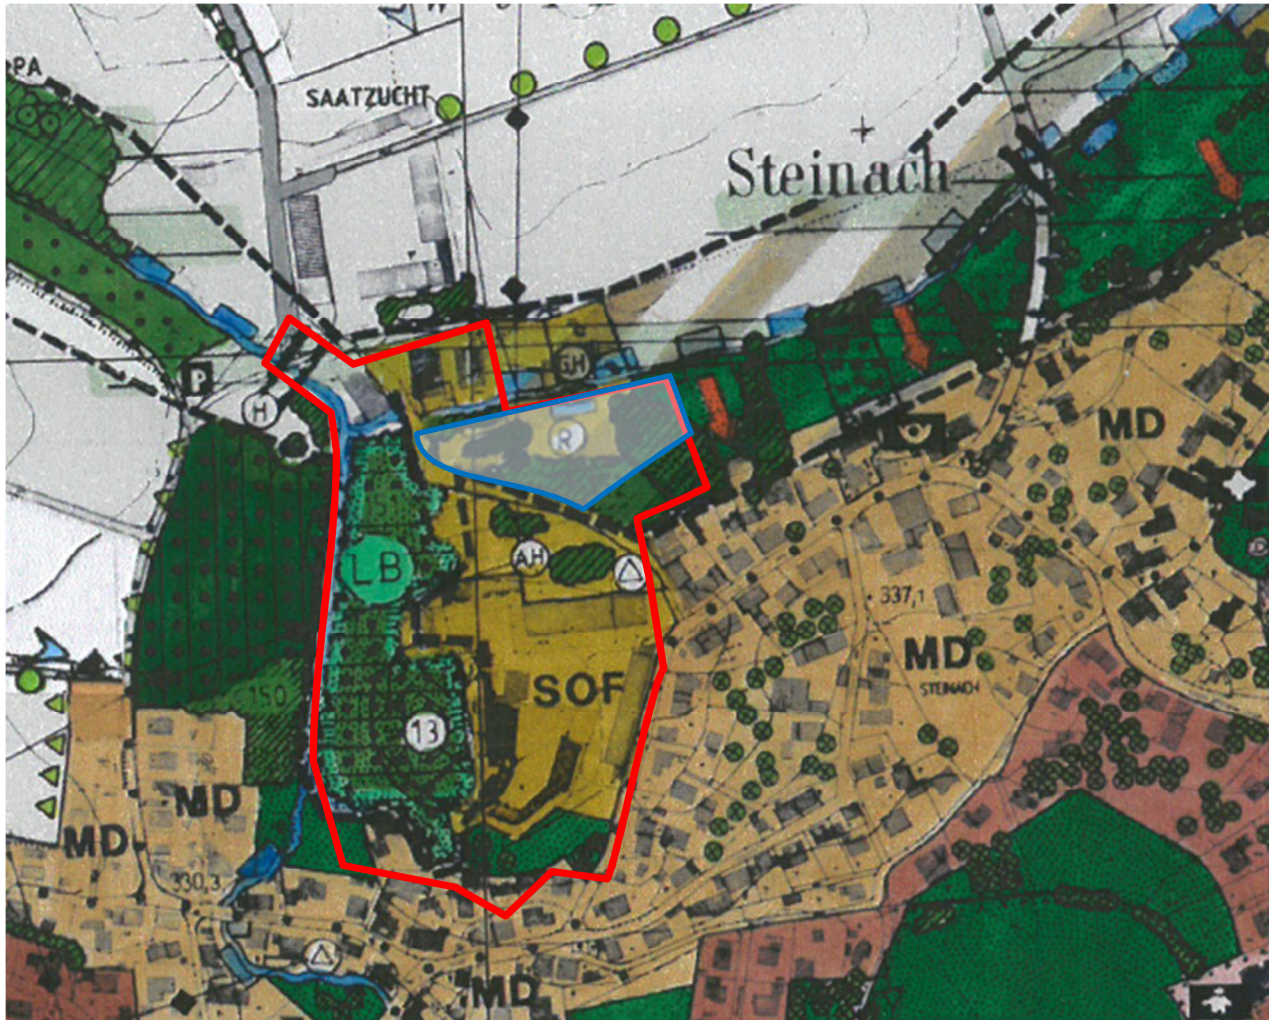 PA
SAATZUCHT
Steinach
P
H
GH
R
MD
LB
AH
337,1
MD
STEINACH
SOF
150
13
MD
MD
330,3
MD